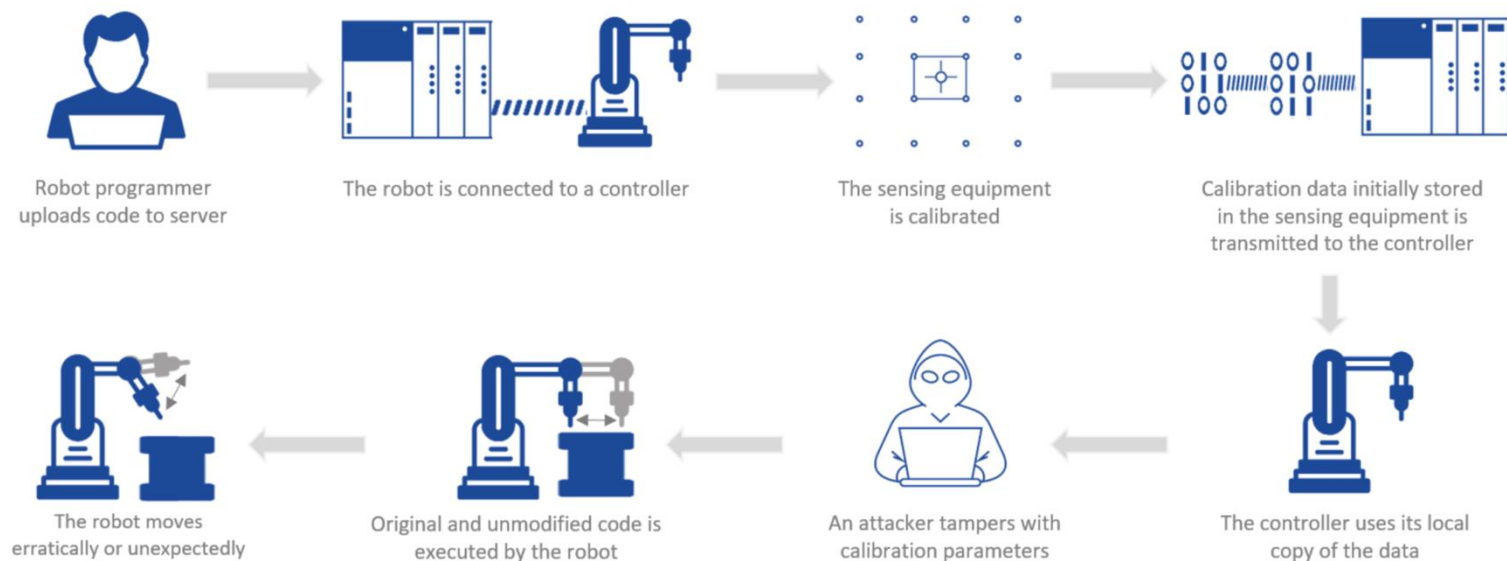 Robot programmer
uploads code to server
The robot is connected to a controller
The sensing equipment
is calibrated
Calibration data initially stored
in the sensing equipment is
transmitted to the controller
The controller uses its local
copy of the data
An attacker tampers with
calibration parameters
Original and unmodified code is
executed by the robot
The robot moves
erratically or unexpectedly